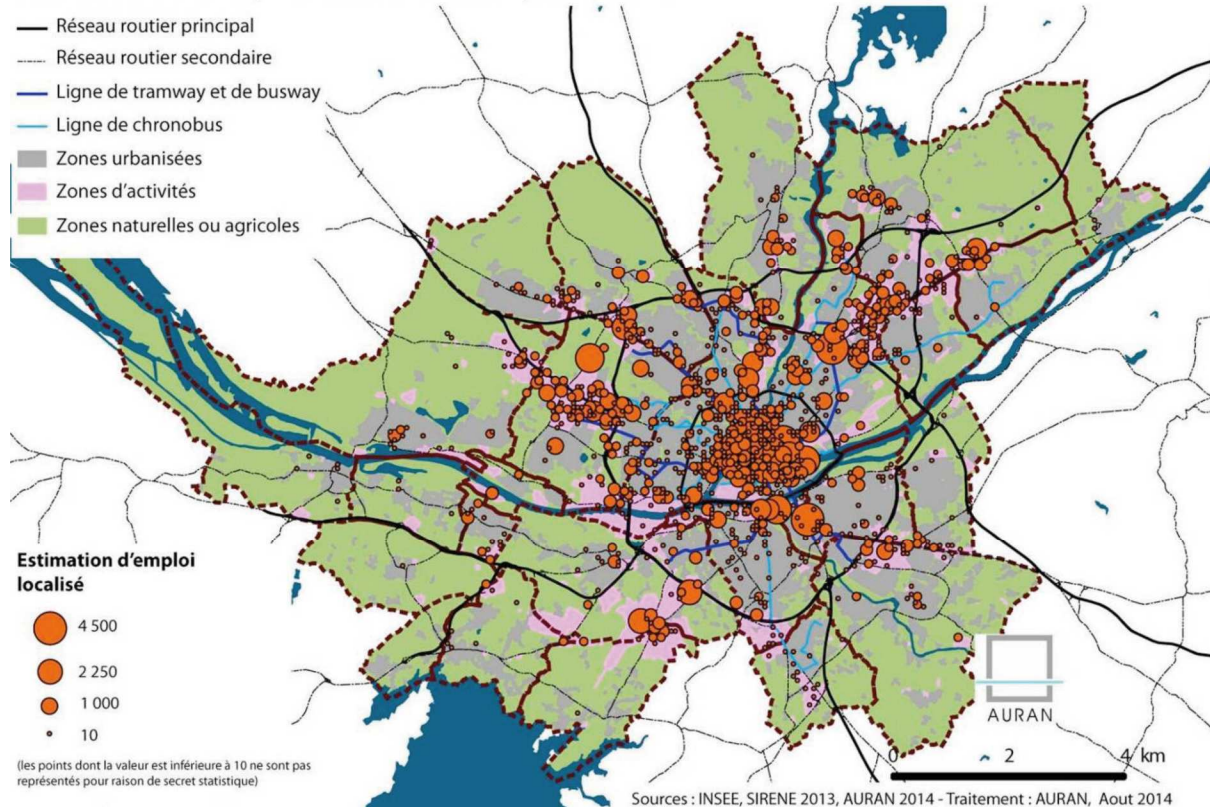 Réseau routier principal
Réseau routier secondaire
Ligne de tramway et de busway
Ligne de chronobus
Zones urbanisées
Zones d'activités
Zones naturelles ou agricoles
Estimation d'emploi
localisé
4 500
2 250
1 000
10
(les points dont la valeur est inférieure à 10 ne sont pas
représentés pour raison de secret statistique)
AURAN
0 2 4 km
Sources : INSEE, SIRENE 2013, AURAN 2014 - Traitement : AURAN, Aout 2014